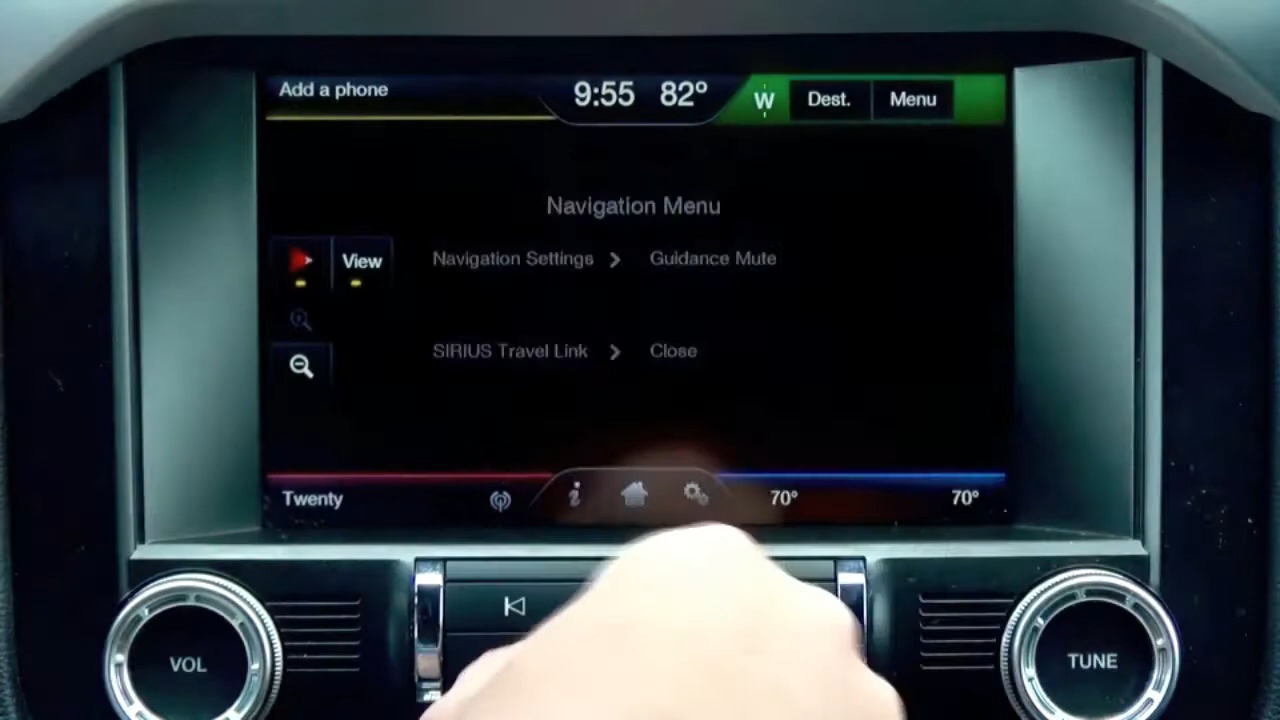 Add a phone
9:55 82°
W
Dest.
Menu
Navigation Menu
View
Navigation Settings
Guidance Mute
SIRIUS Travel Link
Close
Twenty
i
70°
70°
VOL
TUNE